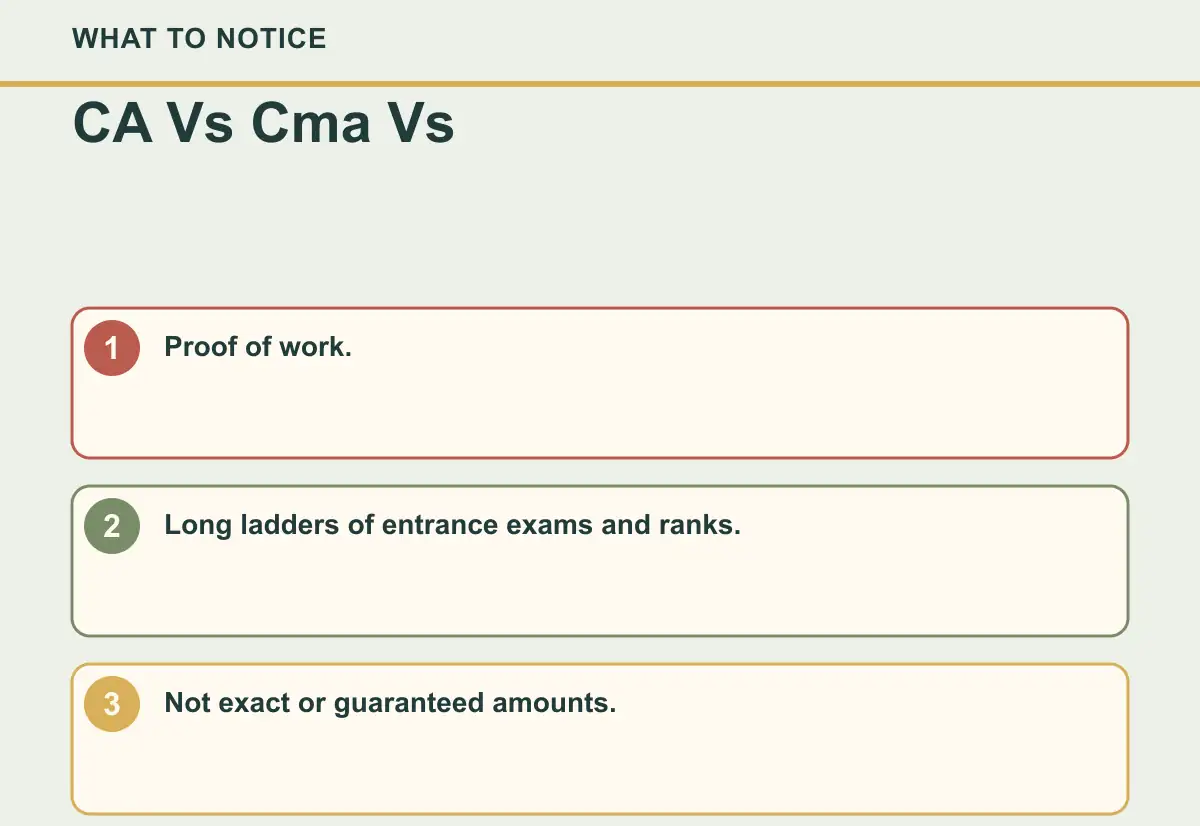 WHAT TO NOTICE
CA Vs Cma Vs
1 Proof of work.
2 Long ladders of entrance exams and ranks.
3 Not exact or guaranteed amounts.